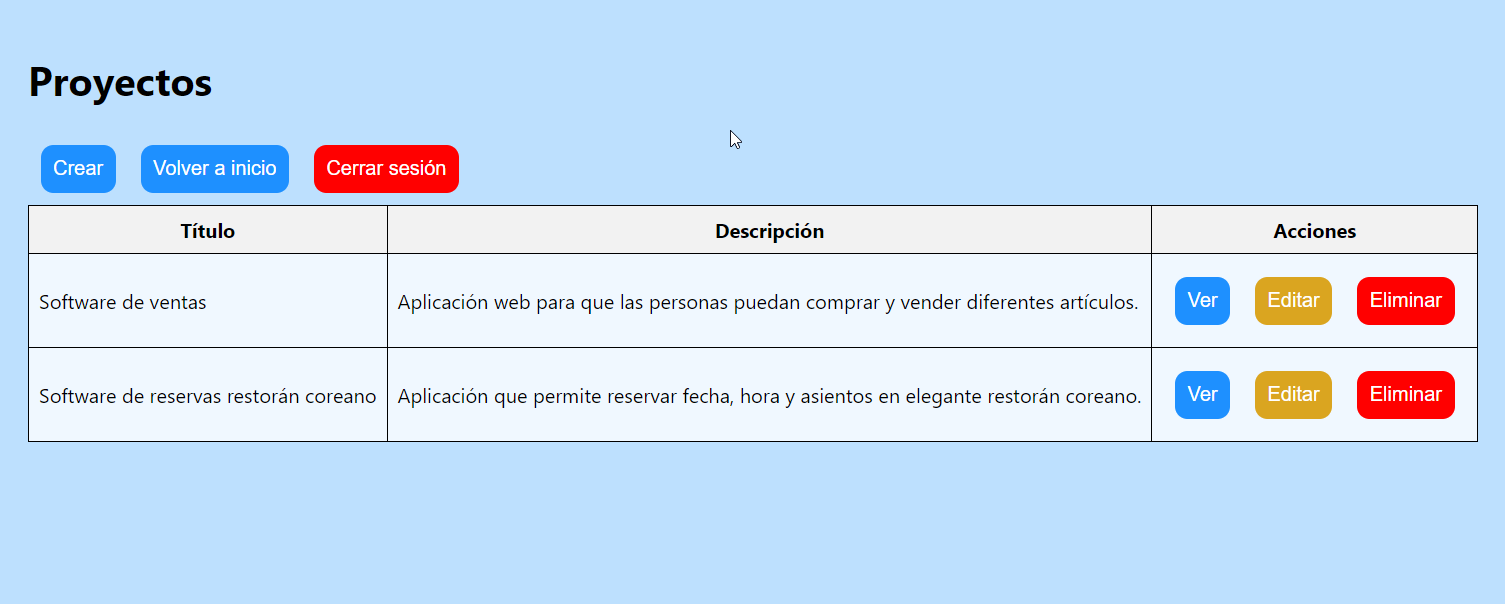 Proyectos
Crear Volver a inicio Cerrar sesión
Título Descripción Acciones
Software de ventas Aplicación web para que las personas puedan comprar y vender diferentes artículos. Ver Editar Eliminar
Software de reservas restorán coreano Aplicación que permite reservar fecha, hora y asientos en elegante restorán coreano. Ver Editar Eliminar